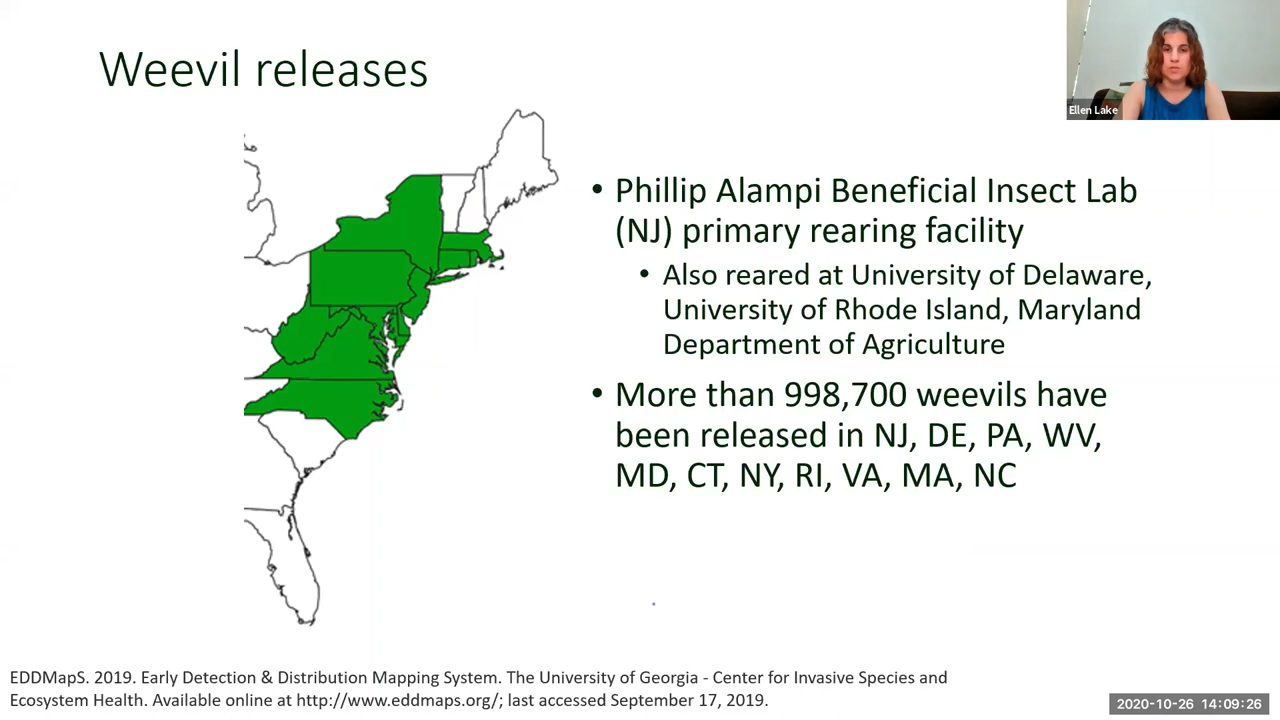 Weevil releases
Ellen Lake
• Phillip Alampi Beneficial Insect Lab
(NJ) primary rearing facility
• Also reared at University of Delaware,
University of Rhode Island, Maryland
Department of Agriculture
• More than 998,700 weevils have
been released in NJ, DE, PA, WV,
MD, CT, NY, RI, VA, MA, NC
EDDMapS. 2019. Early Detection & Distribution Mapping System. The University of Georgia - Center for Invasive Species and
Ecosystem Health. Available online at http://www.eddmaps.org/; last accessed September 17, 2019.
2020-10-26 14:09:26